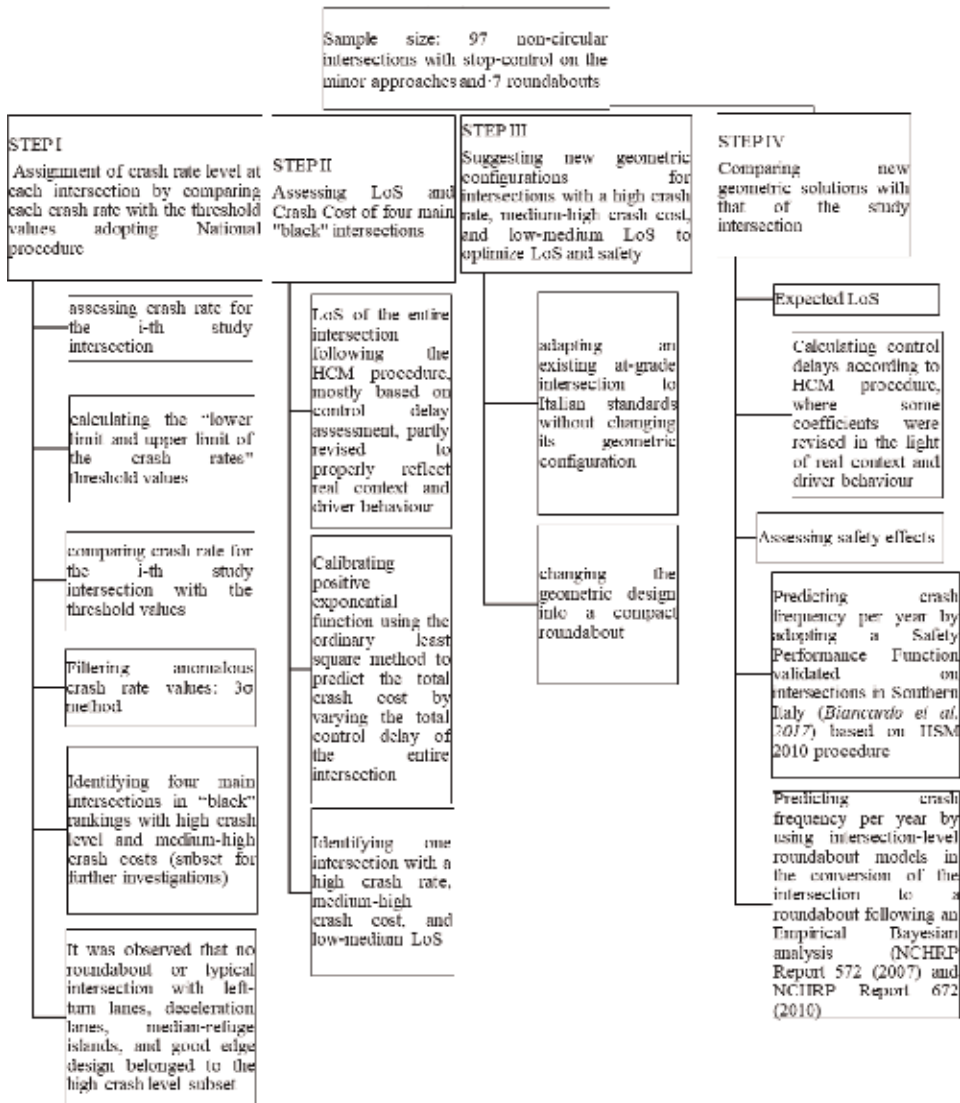 Sample size: 97 non-circular
intersections with stop-control on the
minor approaches and 7 roundabouts
STEP I
Assignment of crash rate level at
each intersection by comparing
each crash rate with the threshold
values adopting National
procedure
assessing crash rate for
the i-th study
intersection
calculating the "lower
limit and upper limit of
the crash rates"
threshold values
comparing crash rate for
the i-th study
intersection with the
threshold values
Filtering anomalous
crash rate values: 3σ
method
Identifying four main
intersections in "black"
rankings with high crash
level and medium-high
crash costs (subset for
further investigations)
It was observed that no
roundabout or typical
intersection with left-
turn lanes, deceleration
lanes, median-refuge
islands, and good edge
design belonged to the
high crash level subset
STEP II
Assessing LoS and
Crash Cost of four main
"black" intersections
LoS of the entire
intersection
following the
HCM procedure,
mostly based on
control delay
assessment, partly
revised to
properly reflect
real context and
driver behaviour
Calibrating
positive
exponential
function using the
ordinary least
square method to
predict the total
crash cost by
varying the total
control delay of
the entire
intersection
Identifying one
intersection with a
high crash rate,
medium-high
crash cost, and
low-medium LoS
STEP III
Suggesting new geometric
configurations for
intersections with a high crash
rate, medium-high crash cost,
and low-medium LoS to
optimize LoS and safety
adapting an
existing at-grade
intersection to
Italian standards
without changing
its geometric
configuration
changing the
geometric design
into a compact
roundabout
STEP IV
Comparing new
geometric solutions with
that of the study
intersection
Expected LoS
Calculating control
delays according to
HCM procedure,
where some
coefficients were
revised in the light
of real context and
driver behaviour
Assessing safety effects
Predicting crash
frequency per year by
adopting a Safety
Performance Function
validated on
intersections in Southern
Italy (Biancardo et al.
2017) based on HSM
2010 procedure
Predicting crash
frequency per year by
using intersection-level
roundabout models in
the conversion of the
intersection to a
roundabout following an
Empirical Bayesian
analysis (NCHRP
Report 572 (2007) and
NCHRP Report 672
(2010)